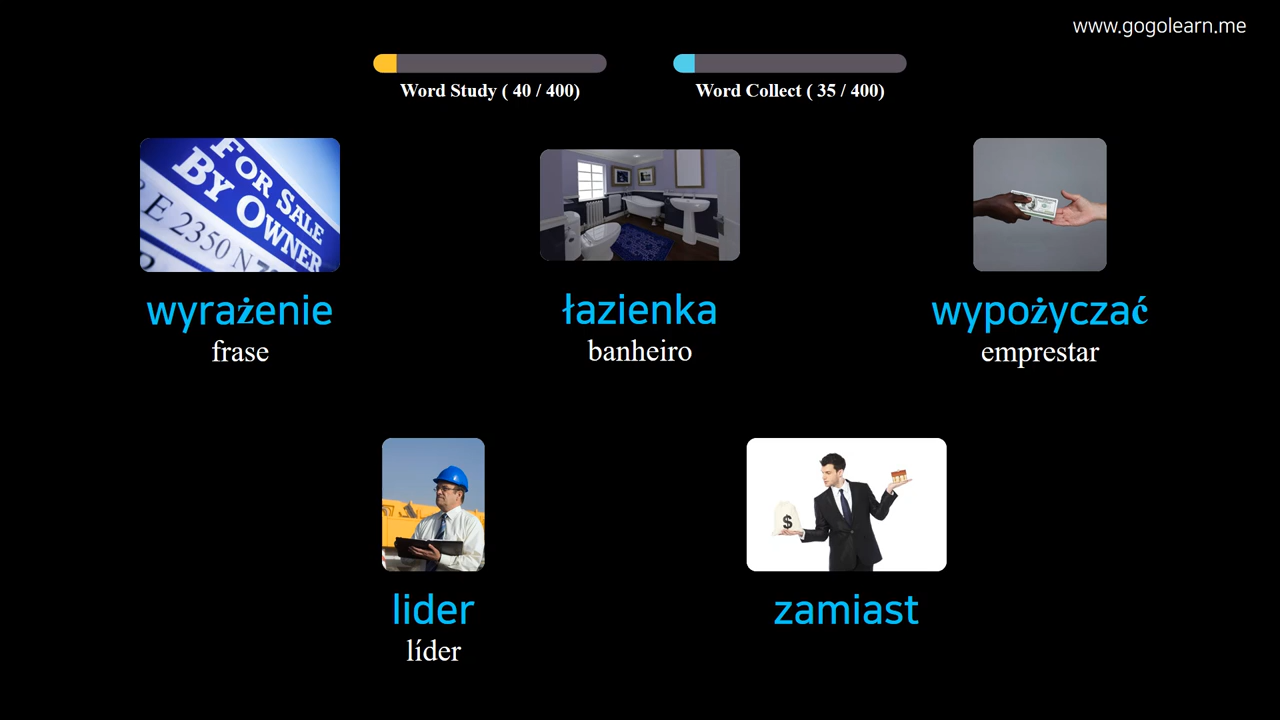 www.gogolearn.me
Word Study ( 40 / 400)
Word Collect ( 35 / 400)
FOR SALE
BY OWNER
E 2350 N
wyrażenie
frase
łazienka
banheiro
wypożyczać
emprestar
$
lider
líder
zamiast